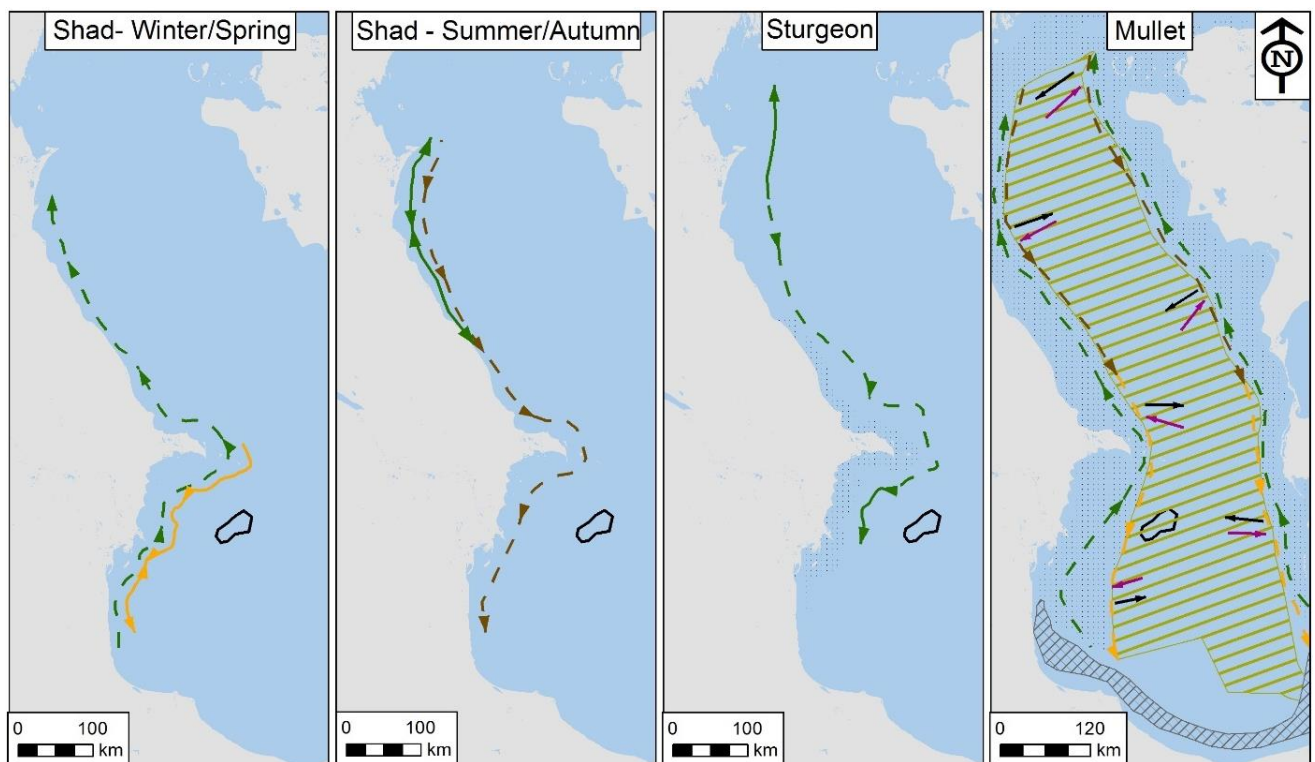 Shad- Winter/Spring
Shad - Summer/Autumn
Sturgeon
Mullet
N
0 100
km
0 100
km
0 100
km
0 120
km